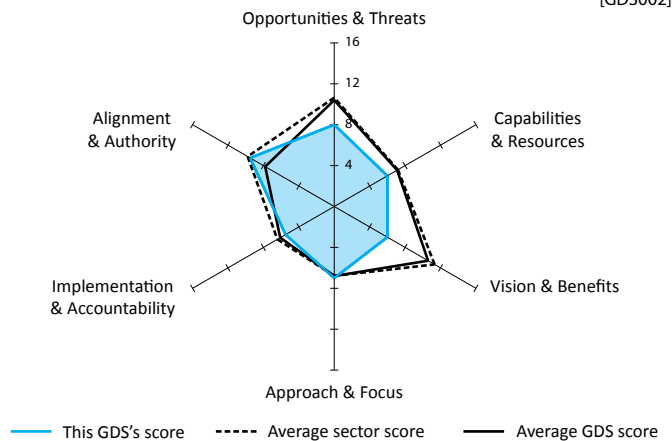 [GDS002]
Opportunities & Threats
16
12
8
4
Capabilities
& Resources
Vision & Benefits
Approach & Focus
Implementation
& Accountability
Alignment
& Authority
This GDS's score
Average sector score
Average GDS score